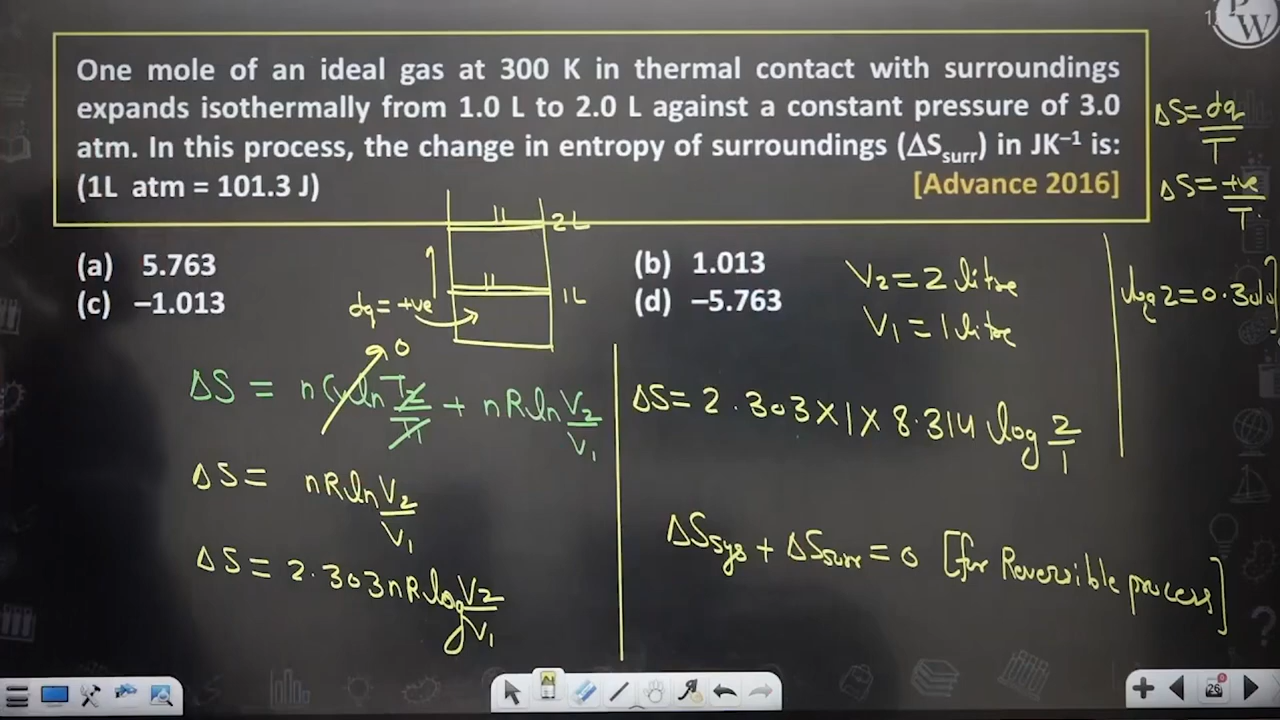 PW
One mole of an ideal gas at 300 K in thermal contact with surroundings
expands isothermally from 1.0 L to 2.0 L against a constant pressure of 3.0
atm. In this process, the change in entropy of surroundings (ΔSsurr) in JK⁻¹ is:
(1L atm = 101.3 J) [Advance 2016]
(a) 5.763
(b) 1.013
(c) –1.013
(d) –5.763
2L
1L
dq = +ve
ΔS = dq/T
ΔS = +ve/T
V₂ = 2 litre
V₁ = 1 litre
log 2 = 0.3010
0
ΔS = nCv ln T₂/T₁ + nR ln V₂/V₁
ΔS = nR ln V₂/V₁
ΔS = 2.303 nR log V₂/V₁
ΔS = 2.303 × 1 × 8.314 log 2/1
ΔSsys + ΔSsurr = 0 [for Reversible process]
26